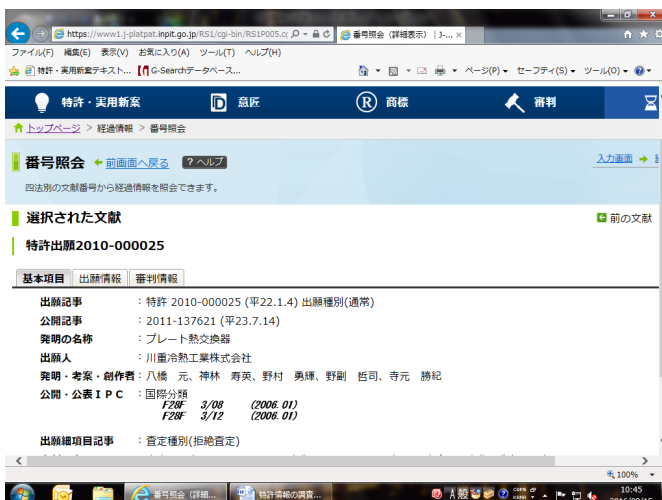 https://www1.j-platpat.inpit.go.jp/RS1/cgi-bin/RS1P005.c
番号照会（詳細表示） | J-...
ファイル(F) 編集(E) 表示(V) お気に入り(A) ツール(T) ヘルプ(H)
特許・実用新案テキスト... G-Searchデータベース... ページ(P) セーフティ(S) ツール(O)
特許・実用新案 D 意匠 R 商標 審判
トップページ > 経過情報 > 番号照会
番号照会 前画面へ戻る ? ヘルプ 入力画面
四法別の文献番号から経過情報を照会できます。
選択された文献 前の文献
特許出願2010-000025
基本項目 出願情報 審判情報
出願記事 : 特許 2010-000025 (平22.1.4) 出願種別(通常)
公開記事 : 2011-137621 (平23.7.14)
発明の名称 : プレート熱交換器
出願人 : 川重冷熱工業株式会社
発明・考案・創作者 : 八橋 元、神林 寿英、野村 勇輝、野副 哲司、寺元 勝紀
公開・公表ＩＰＣ : 国際分類
F28F 3/08 (2006.01)
F28F 3/12 (2006.01)
出願細項目記事 : 査定種別(拒絶査定)
100%
番号照会（詳細... 特許情報の調査... A 般 CAPS 10:45